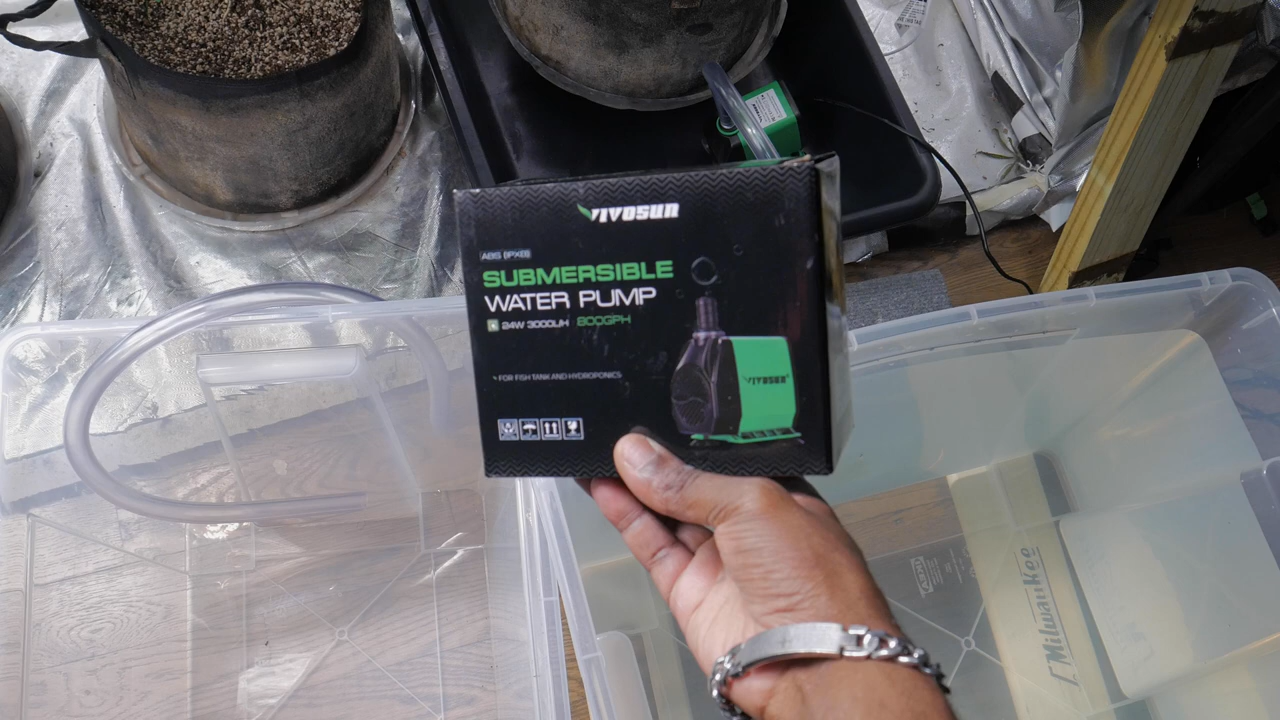 VIVOSUN
ABS IPX8
SUBMERSIBLE
WATER PUMP
24W 3000L/H 800GPH
FOR FISH TANK AND HYDROPONICS
VIVOSUN
Milwaukee